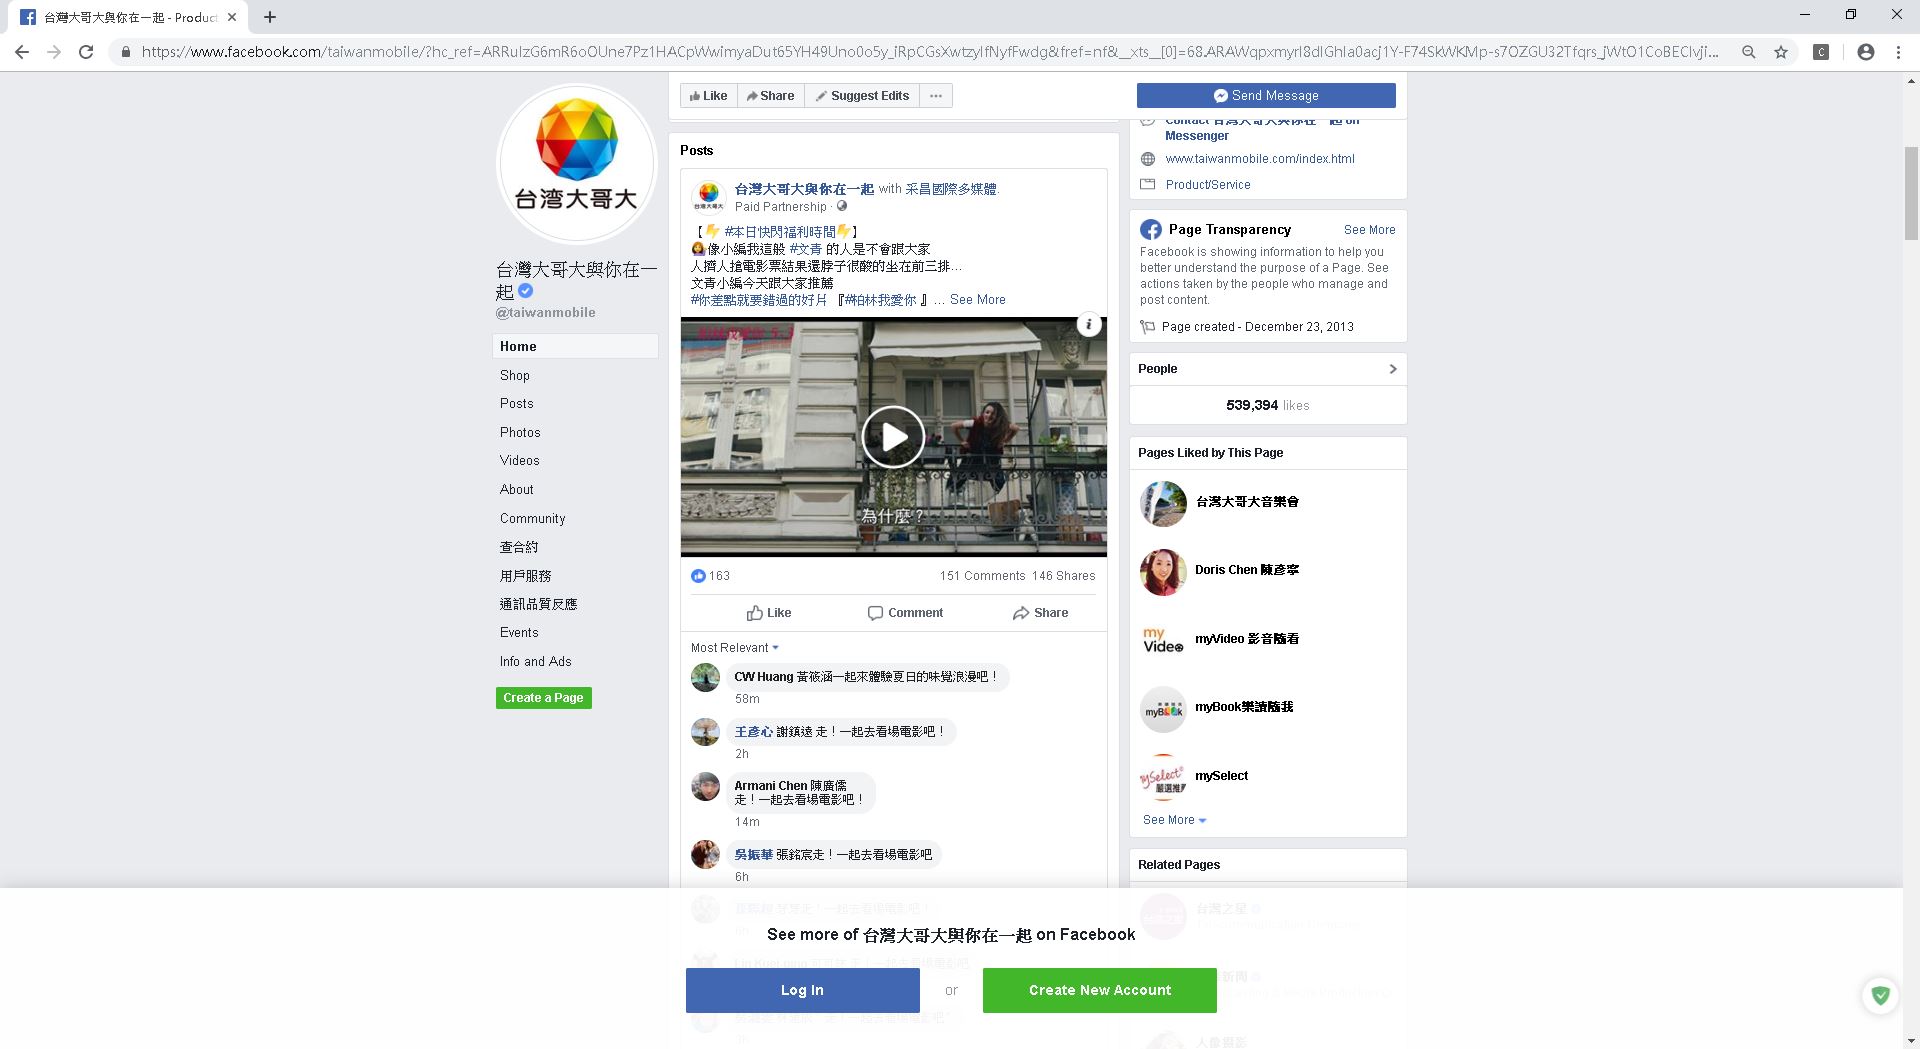 台灣大哥大與你在一起 - Product
https://www.facebook.com/taiwanmobile/?hc_ref=
Like
Share
Suggest Edits
Send Message
台灣大哥大
台灣大哥大與你在一
起
@taiwanmobile
Home
Shop
Posts
Photos
Videos
About
Community
查合約
用戶服務
通訊品質反應
Events
Info and Ads
Create a Page
Posts
台灣大哥大與你在一起 with 采昌國際多媒體.
Paid Partnership ·
【⚡ #本日快閃福利時間⚡】
像小編我這般 #文青 的人是不會跟大家
人擠人搶電影票結果還脖子很酸的坐在前三排...
文青小編今天跟大家推薦
#你差點就要錯過的好片 『#柏林我愛你 』... See More
為什麼？
163
151 Comments 146 Shares
Like
Comment
Share
Most Relevant
CW Huang 黃筱涵一起來體驗夏日的味覺浪漫吧！
58m
王彥心 謝鎮遠 走！一起去看場電影吧！
2h
Armani Chen 陳廣儒
走！一起去看場電影吧！
14m
吳振華 張銘宸走！一起去看場電影吧
6h
Contact 台灣大哥大與你在一起 on
Messenger
www.taiwanmobile.com/index.html
Product/Service
Page Transparency
See More
Facebook is showing information to help you
better understand the purpose of a Page. See
actions taken by the people who manage and
post content.
Page created - December 23, 2013
People
539,394 likes
Pages Liked by This Page
台灣大哥大音樂會
Doris Chen 陳彥寧
my
Video
myVideo 影音隨看
myBook
myBook樂讀隨我
mySelect
mySelect
See More
Related Pages
台灣之星
人像攝影
See more of 台灣大哥大與你在一起 on Facebook
Log In
or
Create New Account